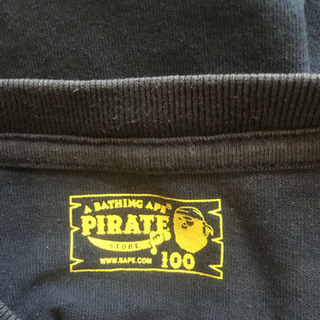 A BATHING APE®
PIRATE
STORE
WWW.BAPE.COM
100